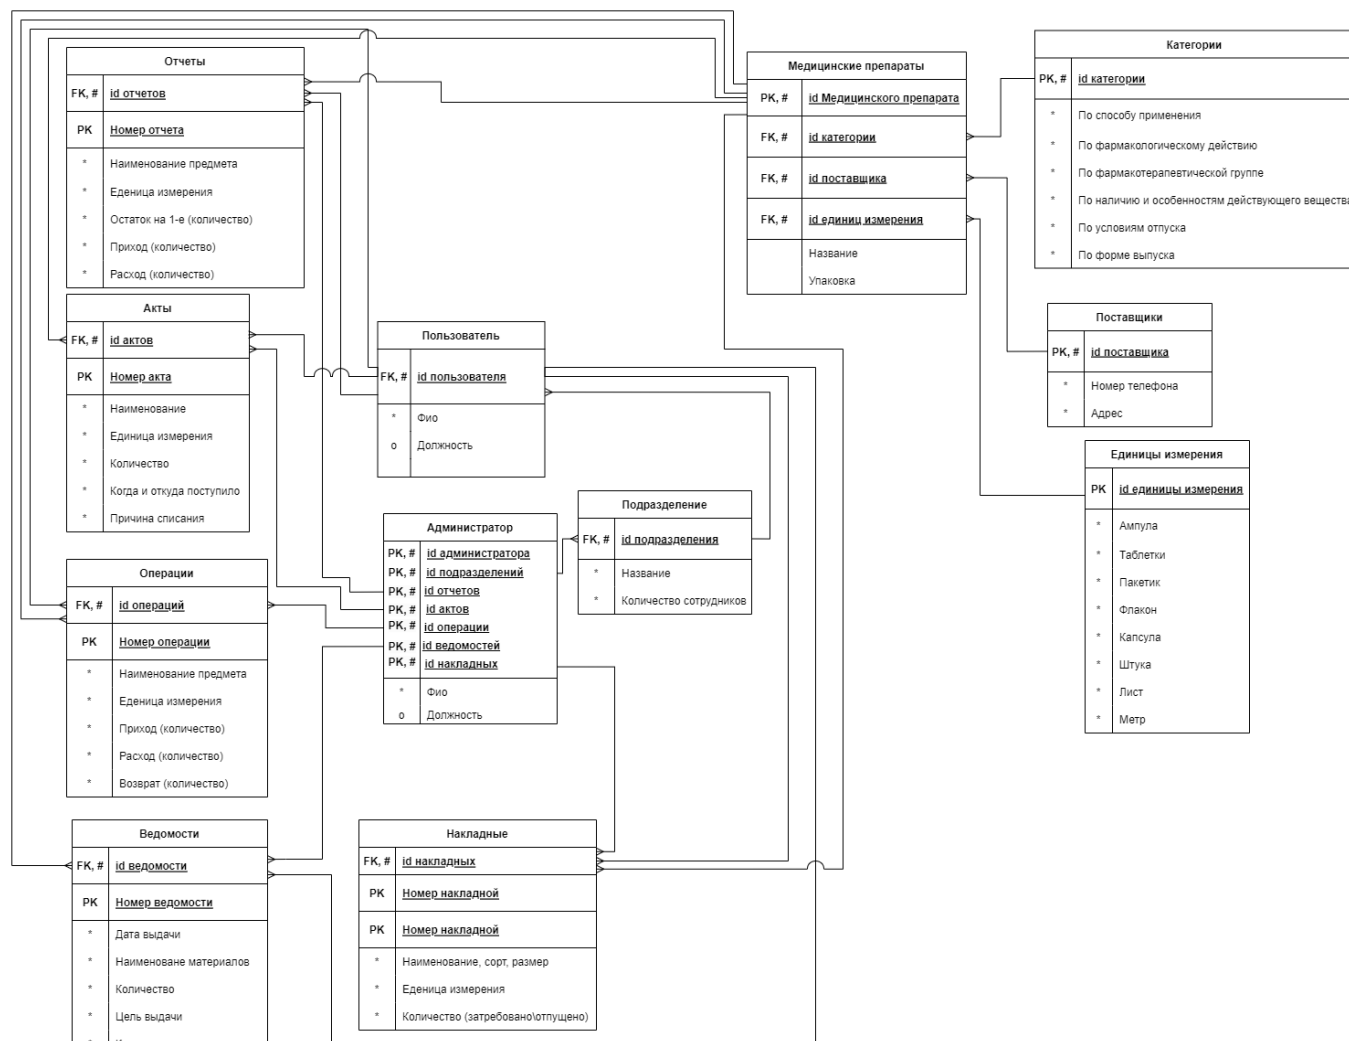 Отчеты
FK, # id отчетов
PK Номер отчета
* Наименование предмета
* Еденица измерения
* Остаток на 1-е (количество)
* Приход (количество)
* Расход (количество)
Акты
FK, # id актов
PK Номер акта
* Наименование
* Единица измерения
* Количество
* Когда и откуда поступило
* Причина списания
Операции
FK, # id операций
PK Номер операции
* Наименование предмета
* Еденица измерения
* Приход (количество)
* Расход (количество)
* Возврат (количество)
Ведомости
FK, # id ведомости
PK Номер ведомости
* Дата выдачи
* Наименоване материалов
* Количество
* Цель выдачи
Пользователь
FK, # id пользователя
* Фио
o Должность
Администратор
PK, # id администратора
PK, # id подразделений
PK, # id отчетов
PK, # id актов
PK, # id операции
PK, # id ведомостей
PK, # id накладных
* Фио
o Должность
Подразделение
FK, # id подразделения
* Название
* Количество сотрудников
Накладные
FK, # id накладных
PK Номер накладной
PK Номер накладной
* Наименование, сорт, размер
* Еденица измерения
* Количество (затребовано\отпущено)
Медицинские препараты
PK, # id Медицинского препарата
FK, # id категории
FK, # id поставщика
FK, # id единиц измерения
Название
Упаковка
Категории
PK, # id категории
* По способу применения
* По фармакологическому действию
* По фармакотерапевтической группе
* По наличию и особенностям действующего вещества
* По условиям отпуска
* По форме выпуска
Поставщики
PK, # id поставщика
* Номер телефона
* Адрес
Единицы измерения
PK id единицы измерения
* Ампула
* Таблетки
* Пакетик
* Флакон
* Капсула
* Штука
* Лист
* Метр